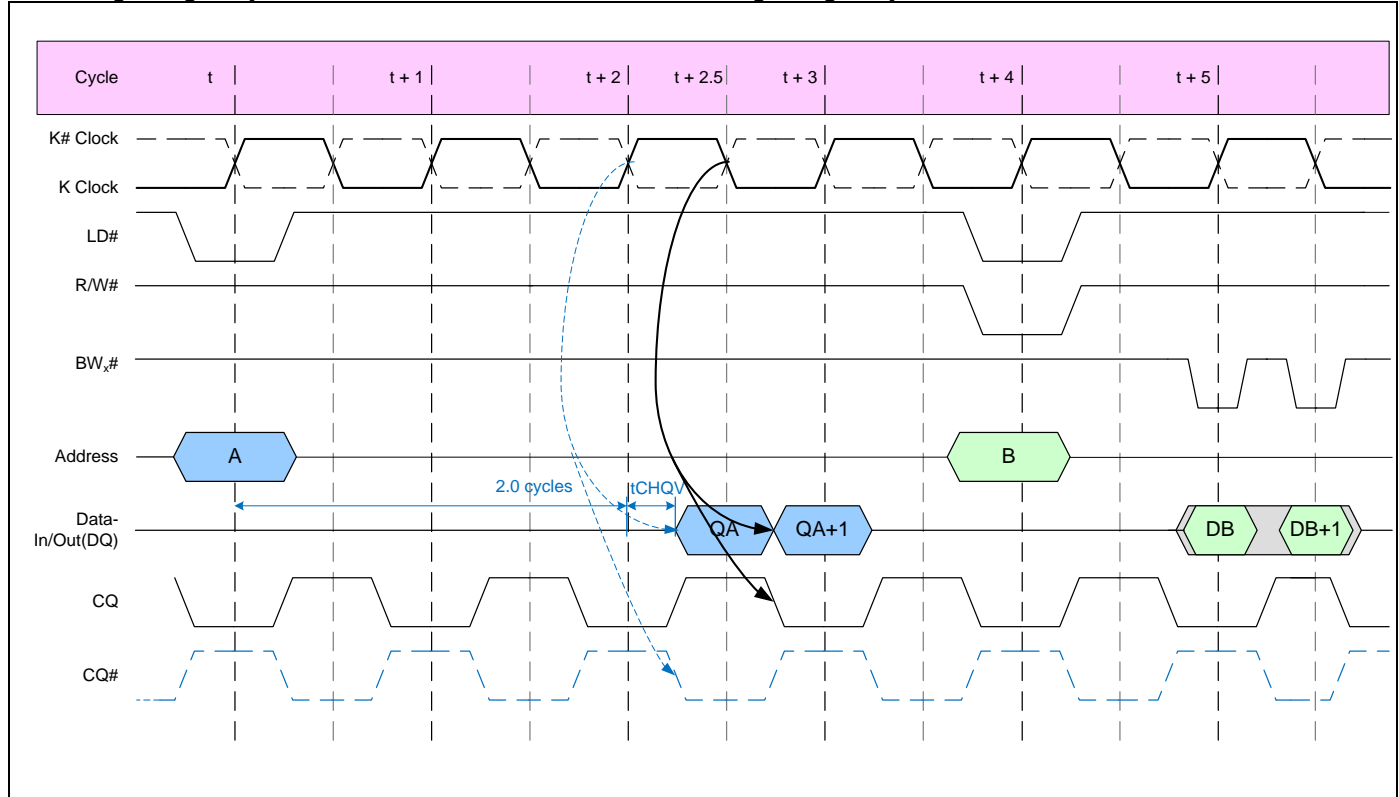 Cycle t t + 1 t + 2 t + 2.5 t + 3 t + 4 t + 5
K# Clock
K Clock
LD#
R/W#
BWx#
Address A B
2.0 cycles tCHQV
Data-
In/Out(DQ) QA QA+1 DB DB+1
CQ
CQ#